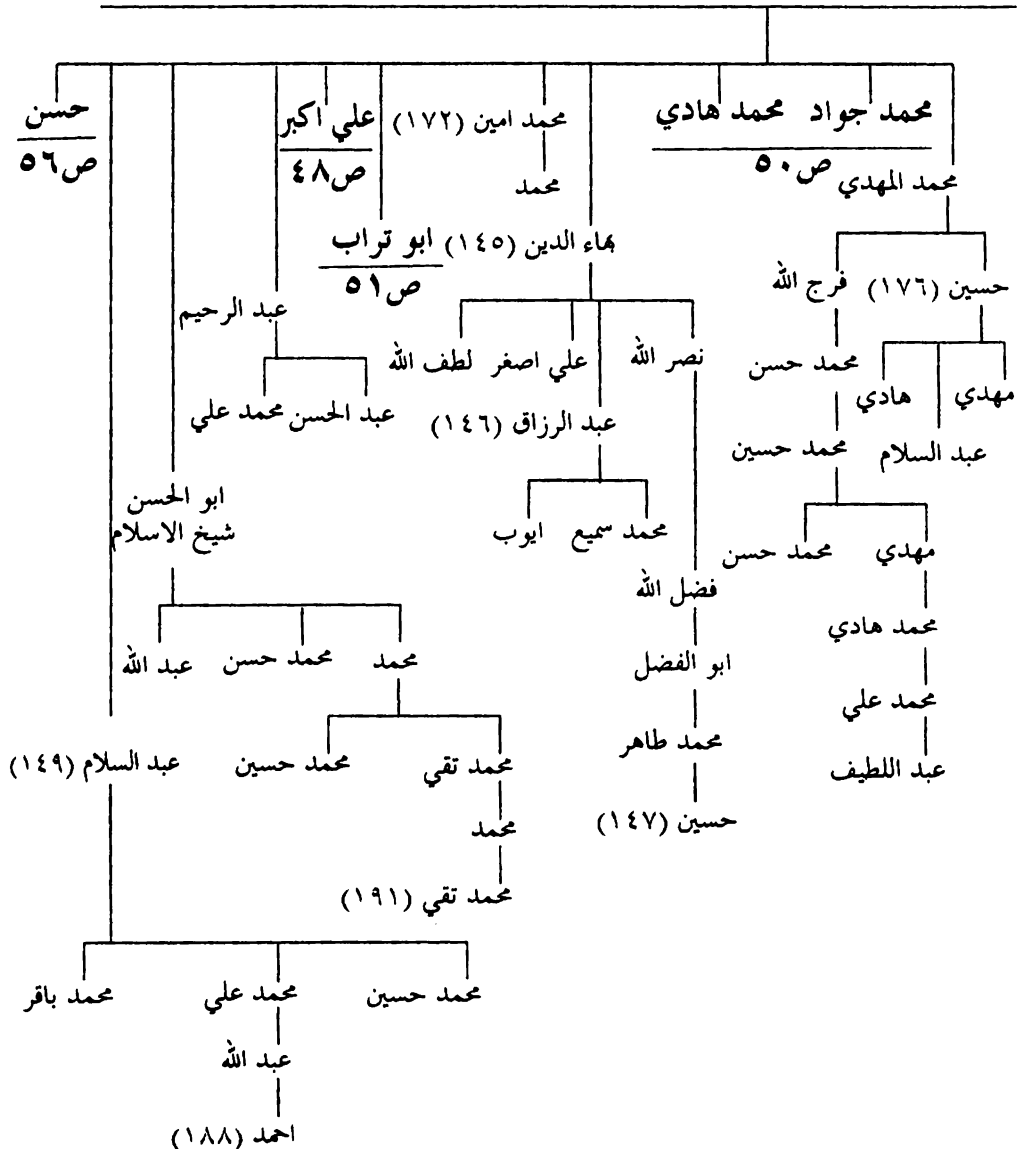 محمد جواد محمد هادي
ص٥٠
محمد امين (١٧٢)
علي اكبر
ص٤٨
حسن
ص٥٦
محمد المهدي
محمد
بهاء الدين (١٤٥)
ابو تراب
ص٥١
حسين (١٧٦)
فرج الله
عبد الرحيم
نصر الله
علي اصغر
لطف الله
محمد حسن
مهدي
هادي
عبد الحسن
محمد علي
عبد الرزاق (١٤٦)
عبد السلام
محمد حسين
ابو الحسن
شيخ الاسلام
محمد سميع
ايوب
مهدي
محمد حسن
فضل الله
محمد هادي
ابو الفضل
محمد
محمد حسن
عبد الله
محمد علي
محمد طاهر
محمد تقي
محمد حسين
عبد السلام (١٤٩)
عبد اللطيف
حسين (١٤٧)
محمد
محمد تقي (١٩١)
محمد حسين
محمد علي
محمد باقر
عبد الله
احمد (١٨٨)